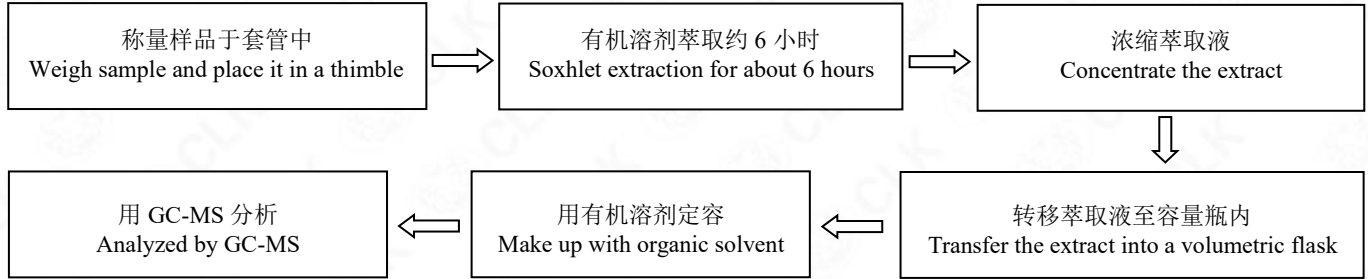 称量样品于套管中
Weigh sample and place it in a thimble
有机溶剂萃取约 6 小时
Soxhlet extraction for about 6 hours
浓缩萃取液
Concentrate the extract
转移萃取液至容量瓶内
Transfer the extract into a volumetric flask
用有机溶剂定容
Make up with organic solvent
用 GC-MS 分析
Analyzed by GC-MS